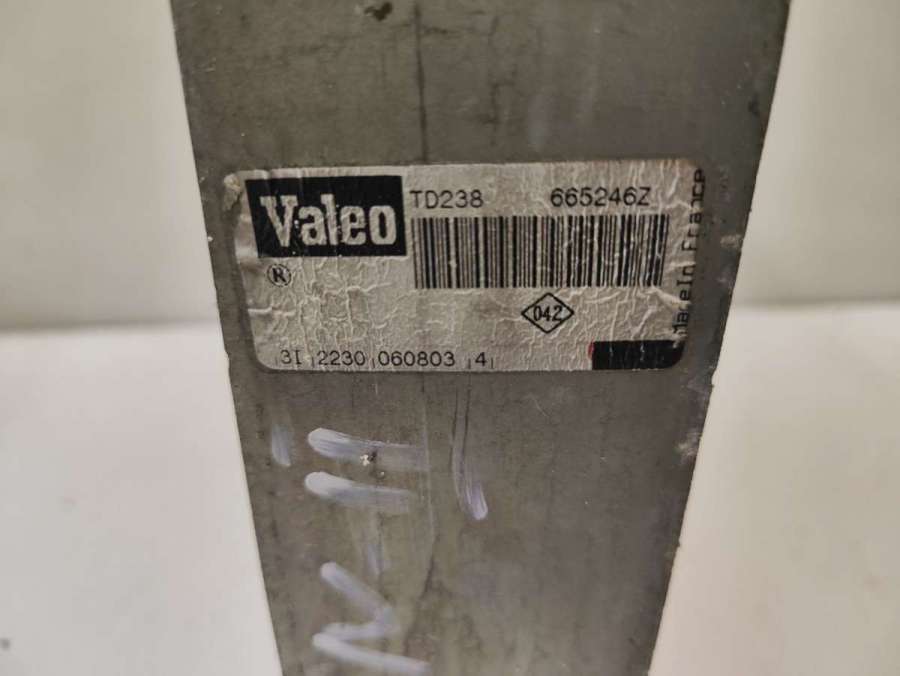 Valeo TD238 665246Z
®
042
3I 2230 060803 4
Made In France